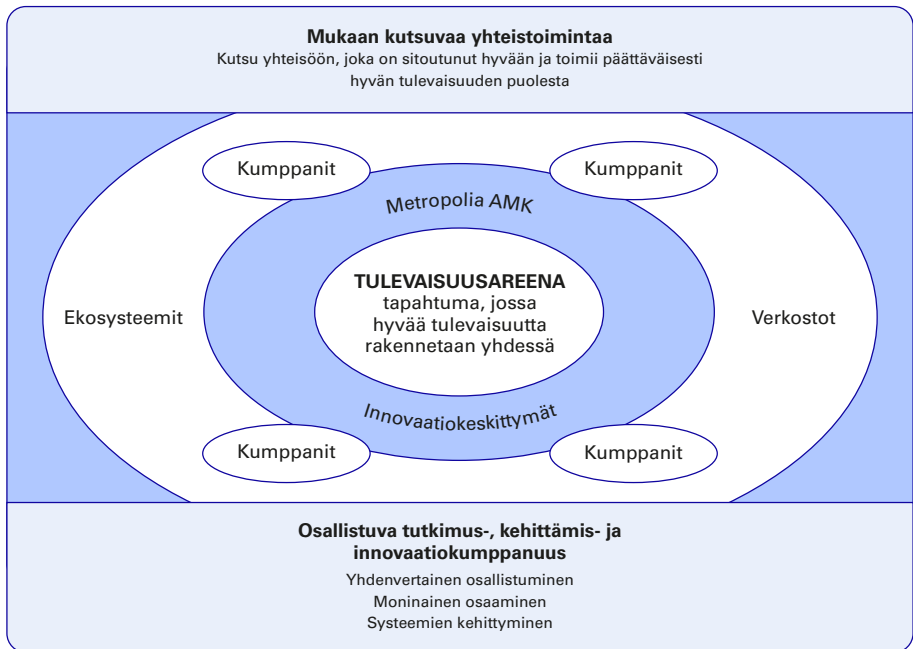 Mukaan kutsuvaa yhteistoimintaa
Kutsu yhteisöön, joka on sitoutunut hyvään ja toimii päättäväisesti
hyvän tulevaisuuden puolesta
Kumppanit
Kumppanit
Metropolia AMK
Ekosysteemit
TULEVAISUUSAREENA
tapahtuma, jossa
hyvää tulevaisuutta
rakennetaan yhdessä
Verkostot
Innovaatiokeskittymät
Kumppanit
Kumppanit
Osallistuva tutkimus-, kehittämis- ja
innovaatiokumppanuus
Yhdenvertainen osallistuminen
Moninainen osaaminen
Systeemien kehittyminen